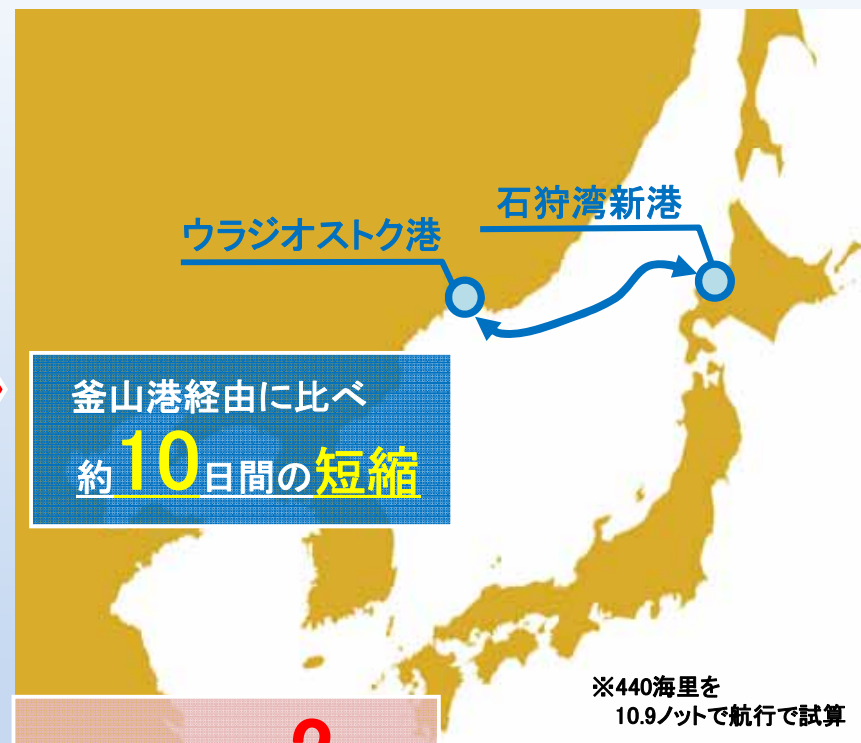 石狩湾新港
ウラジオストク港
釜山港経由に比べ
約10日間の短縮
※440海里を
10.9ノットで航行で試算